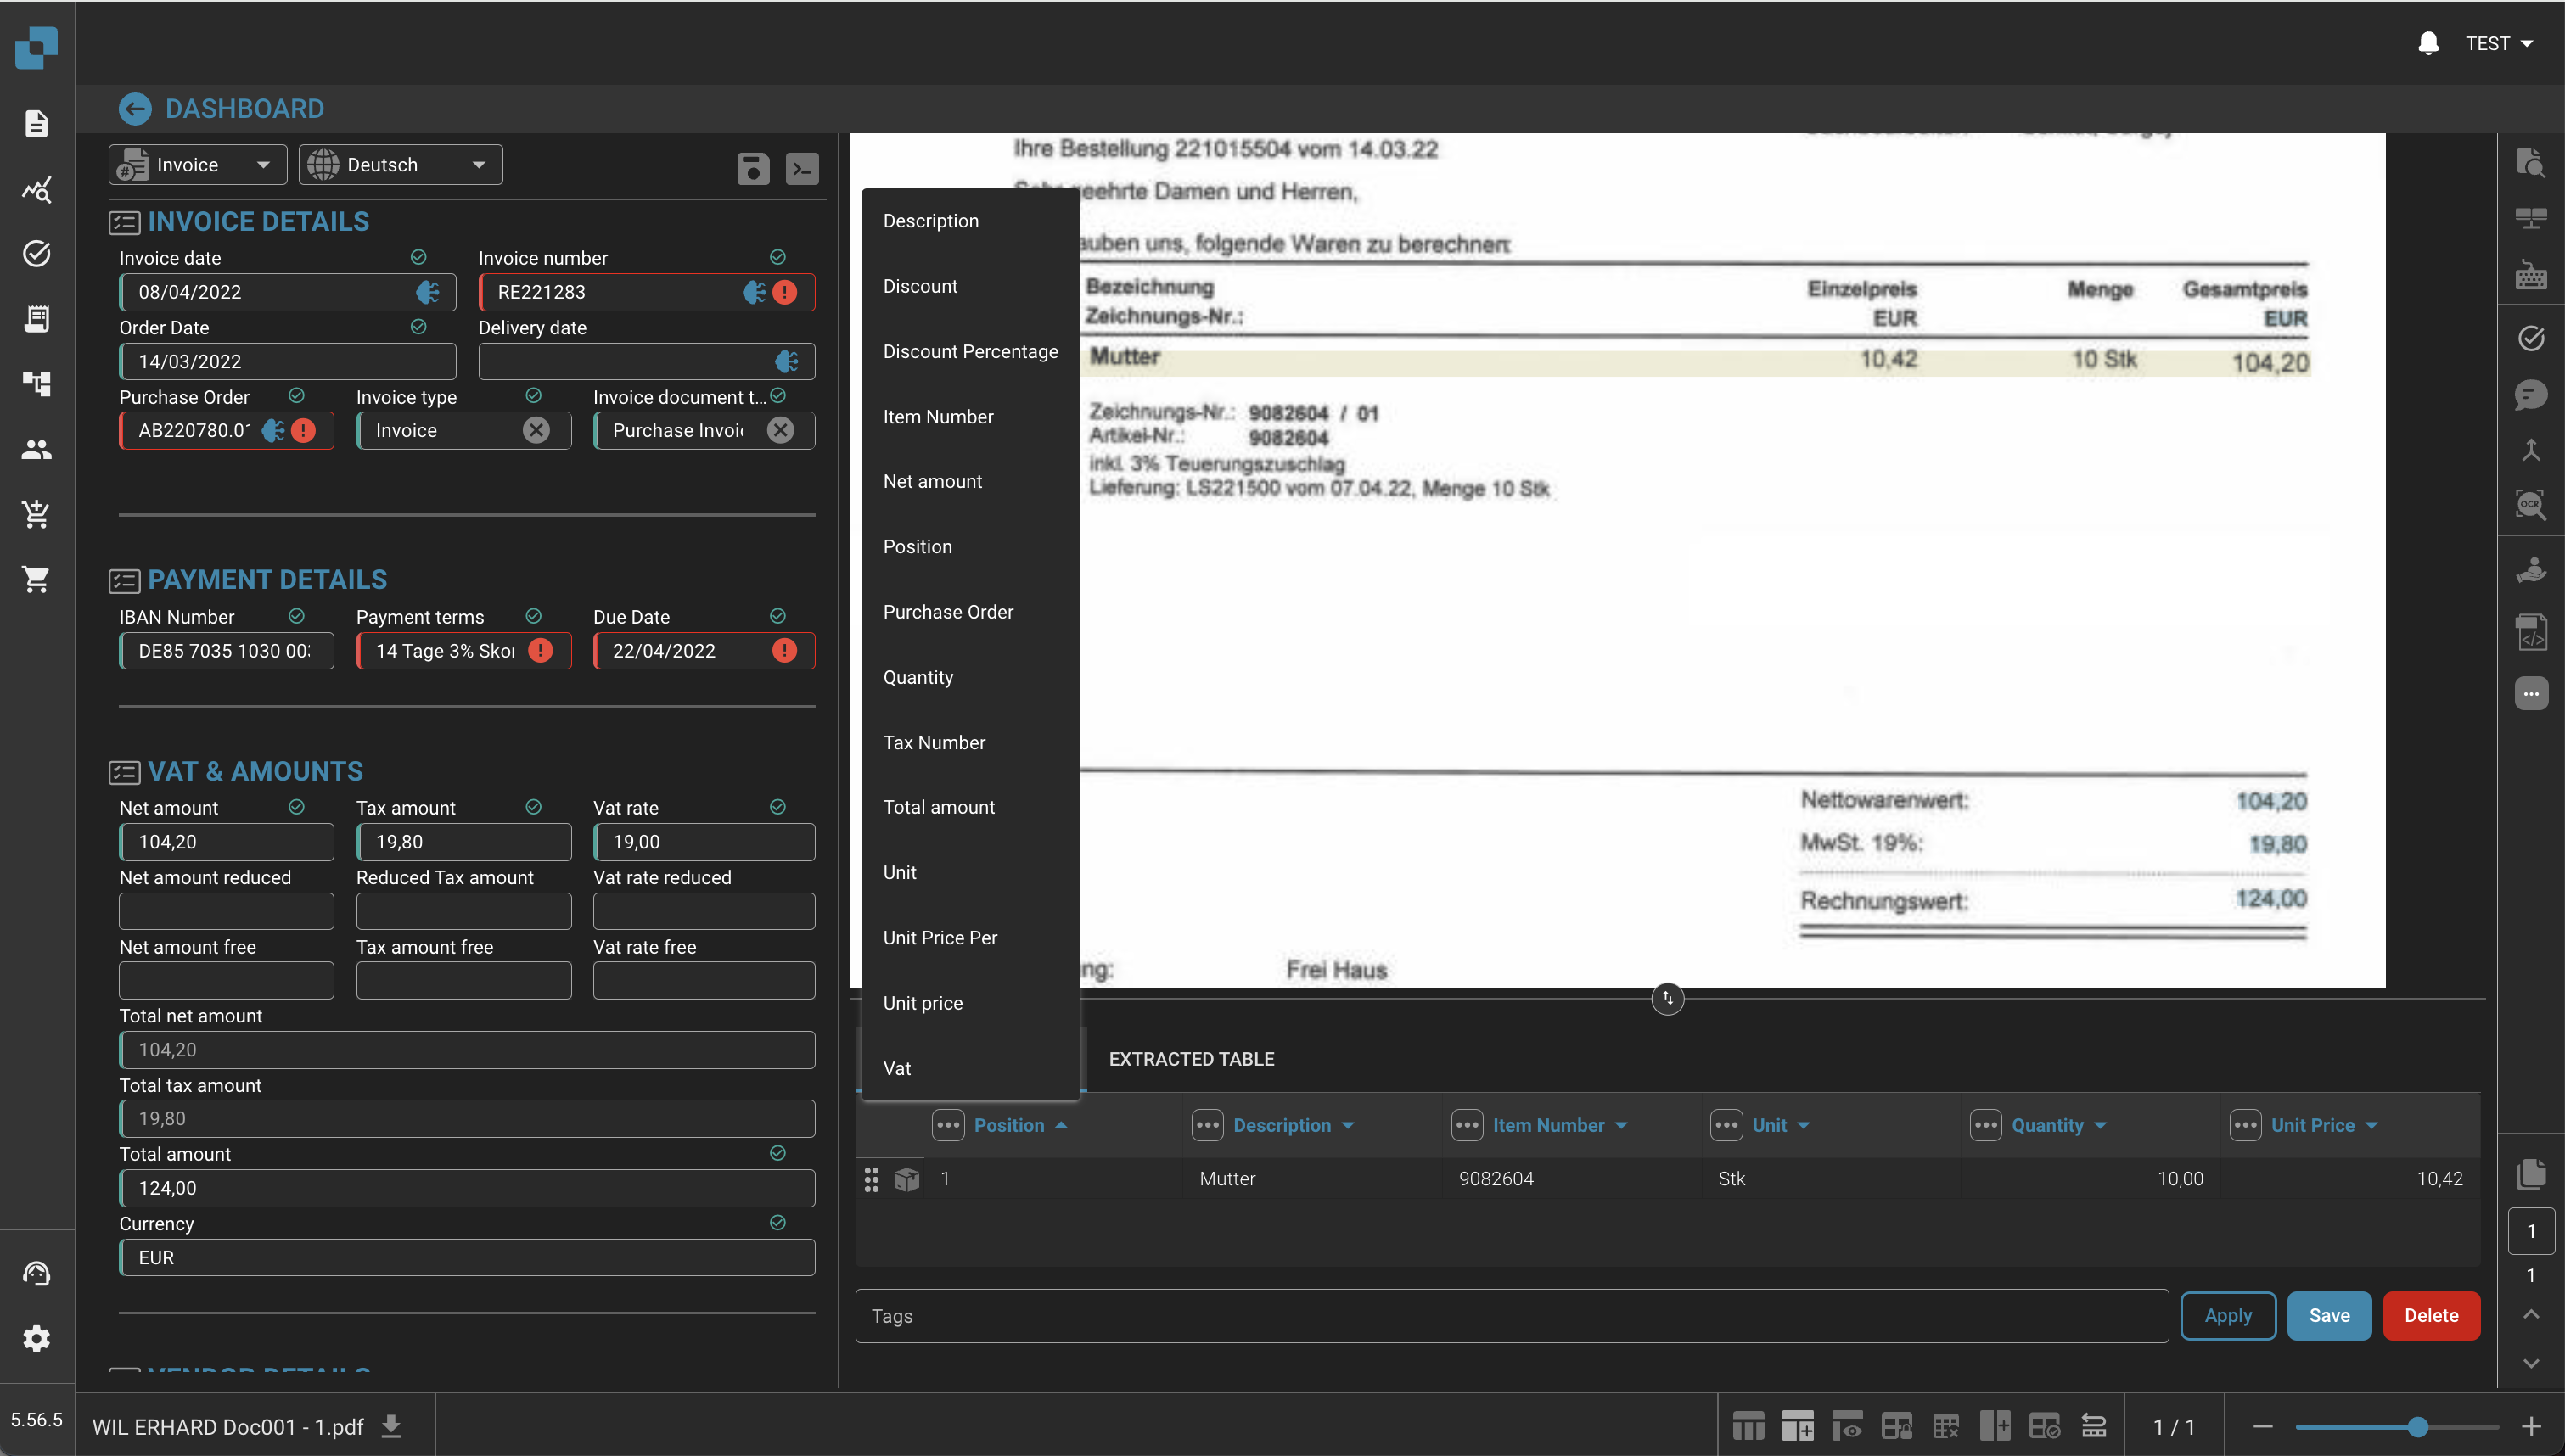 TEST
DASHBOARD
Invoice
Deutsch
INVOICE DETAILS
Invoice date
Invoice number
08/04/2022
RE221283
Order Date
Delivery date
14/03/2022
Purchase Order
Invoice type
Invoice document t...
AB220780.01
Invoice
Purchase Invoi
PAYMENT DETAILS
IBAN Number
Payment terms
Due Date
DE85 7035 1030 00
14 Tage 3% Sko
22/04/2022
VAT & AMOUNTS
Net amount
Tax amount
Vat rate
104,20
19,80
19,00
Net amount reduced
Reduced Tax amount
Vat rate reduced
Net amount free
Tax amount free
Vat rate free
Total net amount
104,20
Total tax amount
19,80
Total amount
124,00
Currency
EUR
VENDOR DETAILS
Description
Discount
Discount Percentage
Item Number
Net amount
Position
Purchase Order
Quantity
Tax Number
Total amount
Unit
Unit Price Per
Unit price
Vat
Ihre Bestellung 221015504 vom 14.03.22
geehrte Damen und Herren,
auben uns, folgende Waren zu berechnen:
Bezeichnung Einzelpreis Menge Gesamtpreis
Zeichnungs-Nr.: EUR EUR
Mutter 10,42 10 Stk 104,20
Zeichnungs-Nr.: 9082604 / 01
Artikel-Nr.: 9082604
inkl. 3% Teuerungszuschlag
Lieferung: LS221500 vom 07.04.22, Menge 10 Stk
Nettowarenwert: 104,20
MwSt. 19%: 19,80
Rechnungswert: 124,00
ng: Frei Haus
EXTRACTED TABLE
Position Description Item Number Unit Quantity Unit Price
1 Mutter 9082604 Stk 10,00 10,42
Tags
Apply
Save
Delete
OCR
1
1
5.56.5
WIL ERHARD Doc001 - 1.pdf
1 / 1